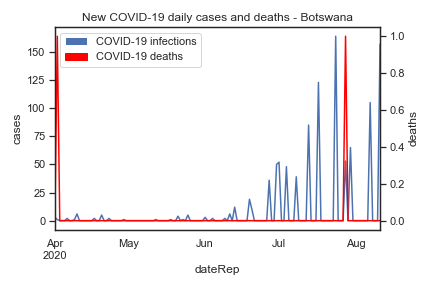 New COVID-19 daily cases and deaths - Botswana
COVID-19 infections
COVID-19 deaths
150
125
100
75
50
25
0
cases
1.0
0.8
0.6
0.4
0.2
0.0
deaths
Apr May Jun Jul Aug
2020
dateRep